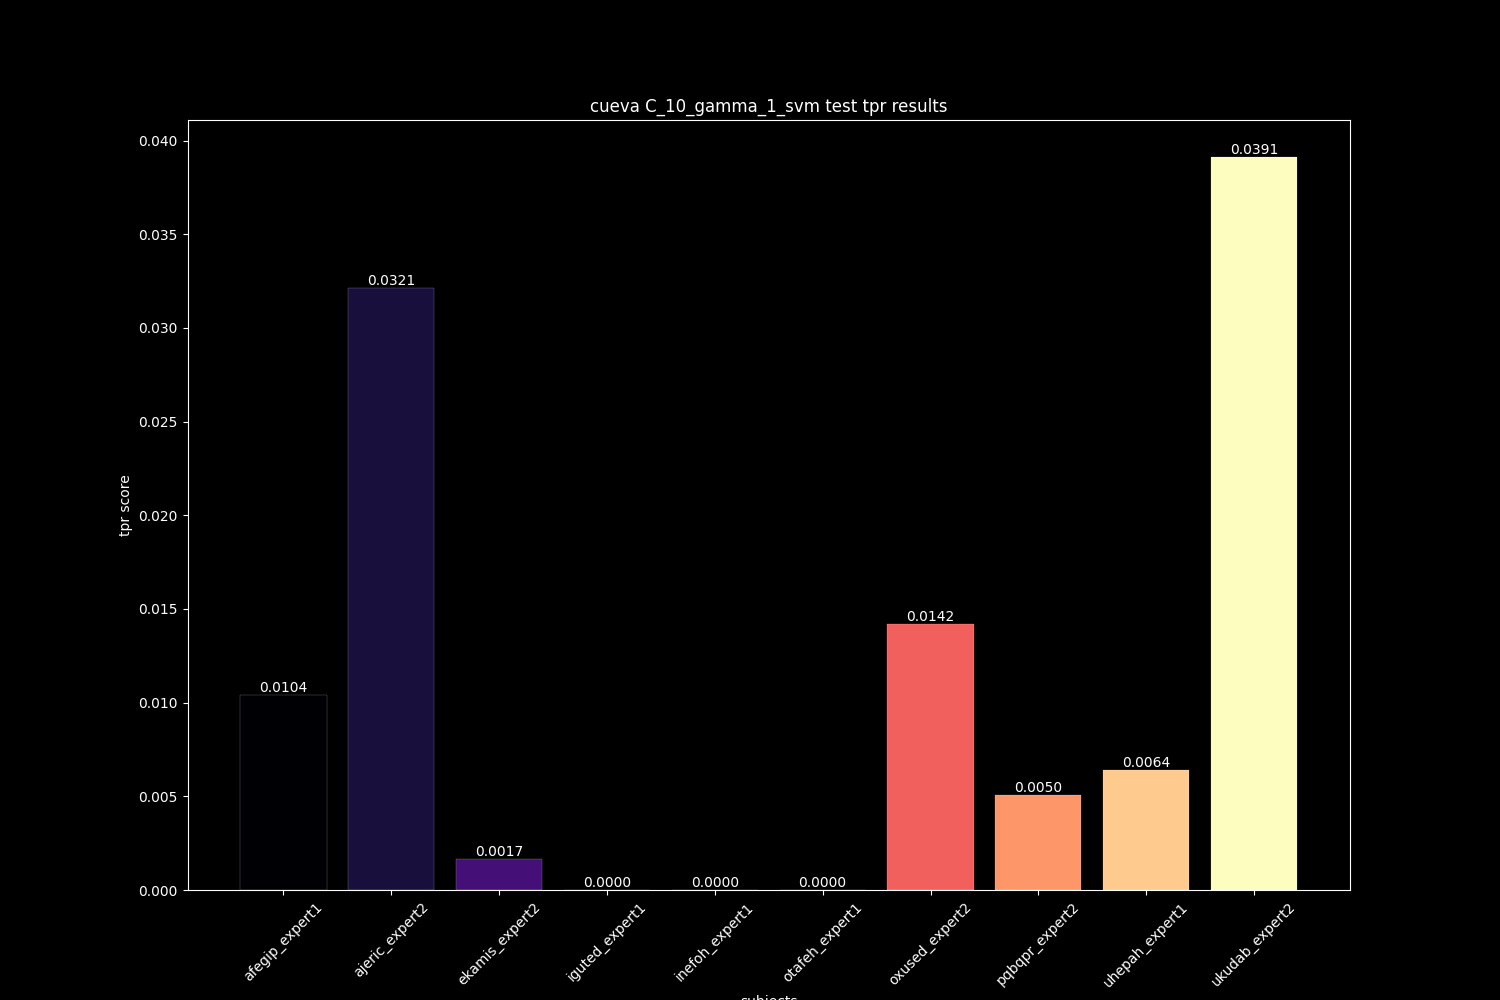 cueva C_10_gamma_1_svm test tpr results
0.040
0.035
0.030
0.025
0.020
0.015
0.010
0.005
0.000
tpr score
0.0104
0.0321
0.0017
0.0000
0.0000
0.0000
0.0142
0.0050
0.0064
0.0391
afegip_expert1
ajeric_expert2
ekamis_expert2
iguted_expert1
inefoh_expert1
otafeh_expert1
oxused_expert2
pqbqpr_expert2
uhepah_expert1
ukudab_expert2
subjects